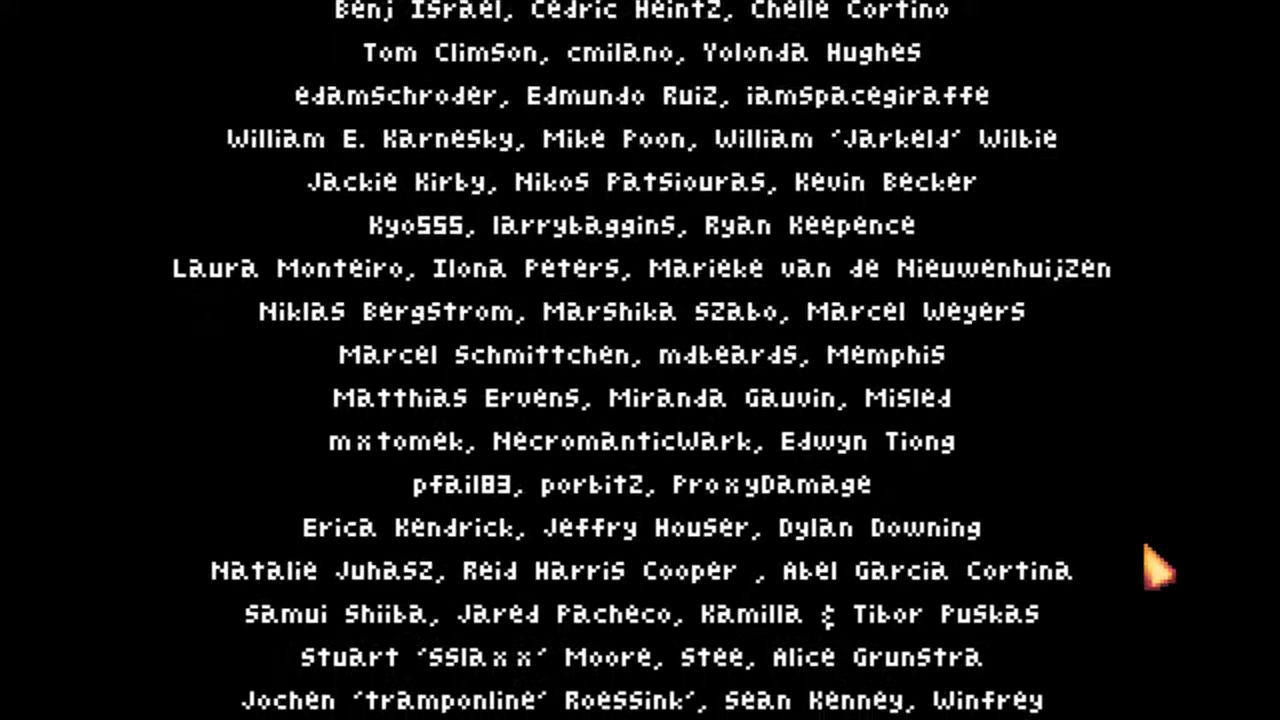 Benj Israel, Cedric Heintz, Chelle Cortino
Tom Climson, cmilano, Yolonda Hughes
edamschroder, Edmundo Ruiz, iamspacegiraffe
William E. Karnesky, Mike Poon, William 'Jarkeld' Wilbie
Jackie Kirby, Nikos Patsiouras, Kevin Becker
Kyo555, larrybaggins, Ryan Keepence
Laura Monteiro, Ilona Peters, Marieke van de Nieuwenhuijzen
Niklas Bergstrom, Marshika Szabo, Marcel Weyers
Marcel Schmittchen, mdbeards, Memphis
Matthias Ervens, Miranda Gauvin, Misled
mxtomek, NecromanticWark, Edwyn Tiong
pfail83, porbitz, ProxyDamage
Erica Kendrick, Jeffry Houser, Dylan Downing
Natalie Juhasz, Reid Harris Cooper , Abel Garcia Cortina
Samui Shiiba, Jared Pacheco, Kamilla & Tibor Puskas
Stuart 'SSlaxx' Moore, Stee, Alice Grunstra
Jochen 'tramponline' Roessink', Sean Kenney, Winfrey